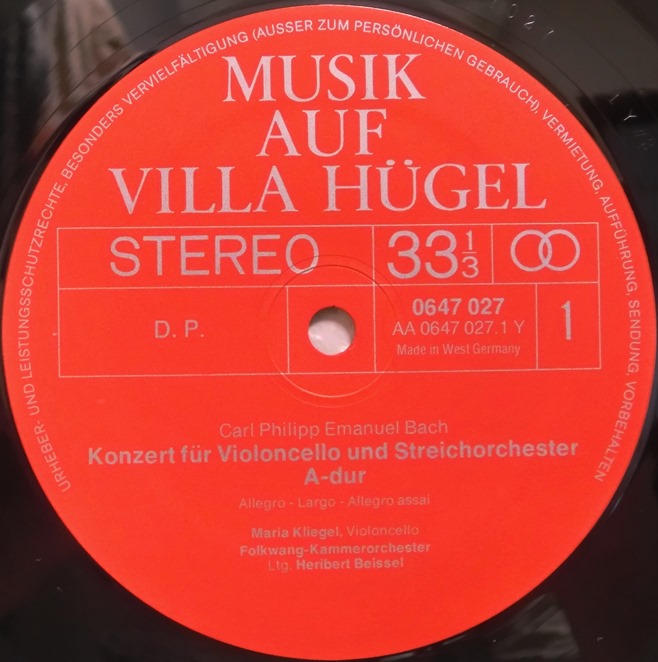 URHEBER- UND LEISTUNGSSCHUTZRECHTE, BESONDERS VERVIELFÄLTIGUNG (AUSSER ZUM PERSÖNLICHEN GEBRAUCH), VERMIETUNG, AUFFÜHRUNG, SENDUNG, VORBEHALTEN
MUSIK
AUF
VILLA HÜGEL
STEREO 33 1/3
D. P.
0647 027
AA 0647 027.1 Y
Made in West Germany
1
Carl Philipp Emanuel Bach
Konzert für Violoncello und Streichorchester
A-dur
Allegro - Largo - Allegro assai
Maria Kliegel, Violoncello
Folkwang-Kammerorchester
Ltg. Heribert Beissel